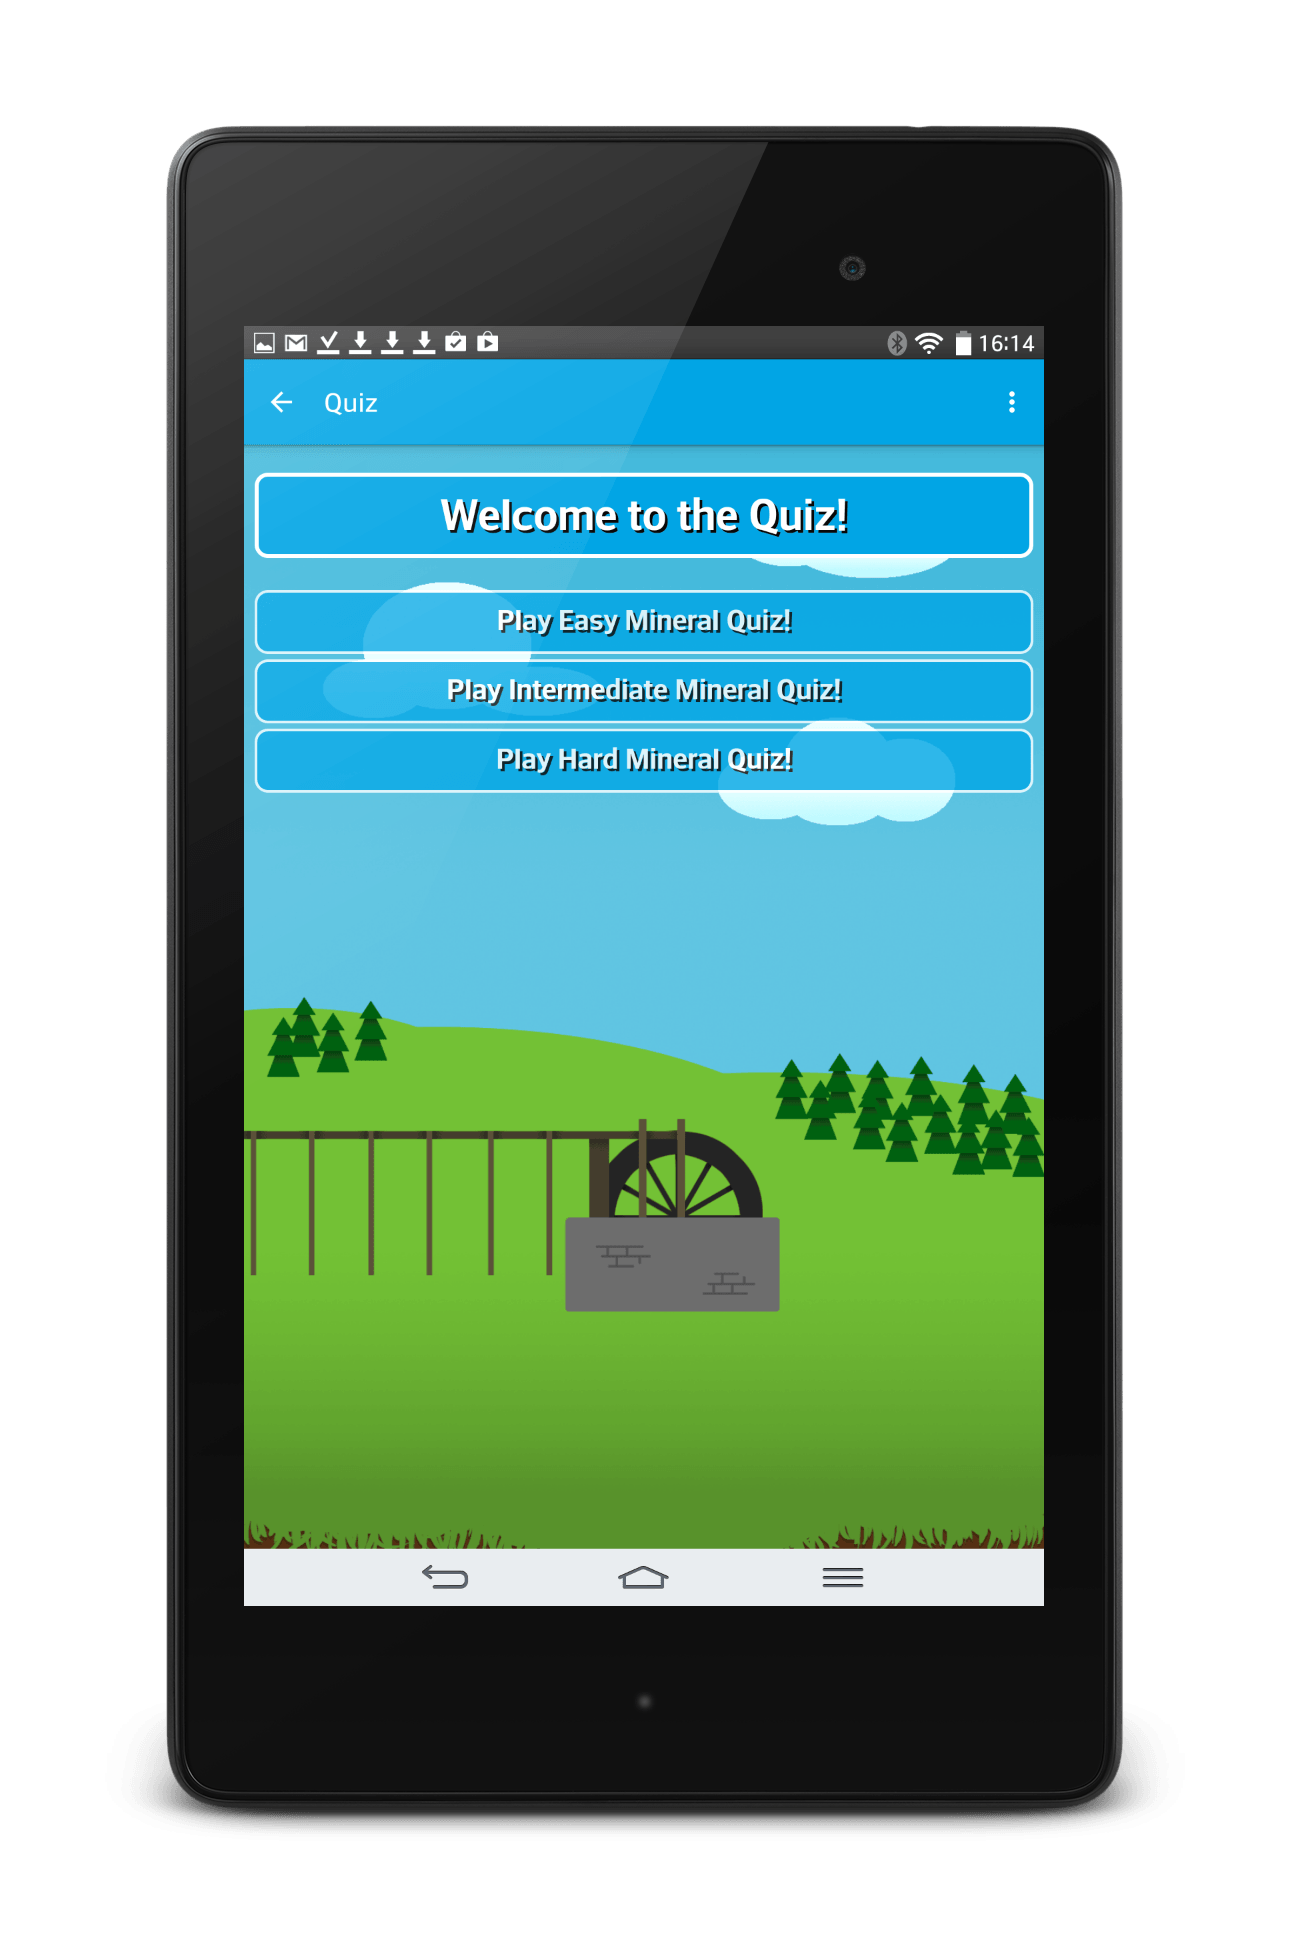 16:14
Quiz
Welcome to the Quiz!
Play Easy Mineral Quiz!
Play Intermediate Mineral Quiz!
Play Hard Mineral Quiz!